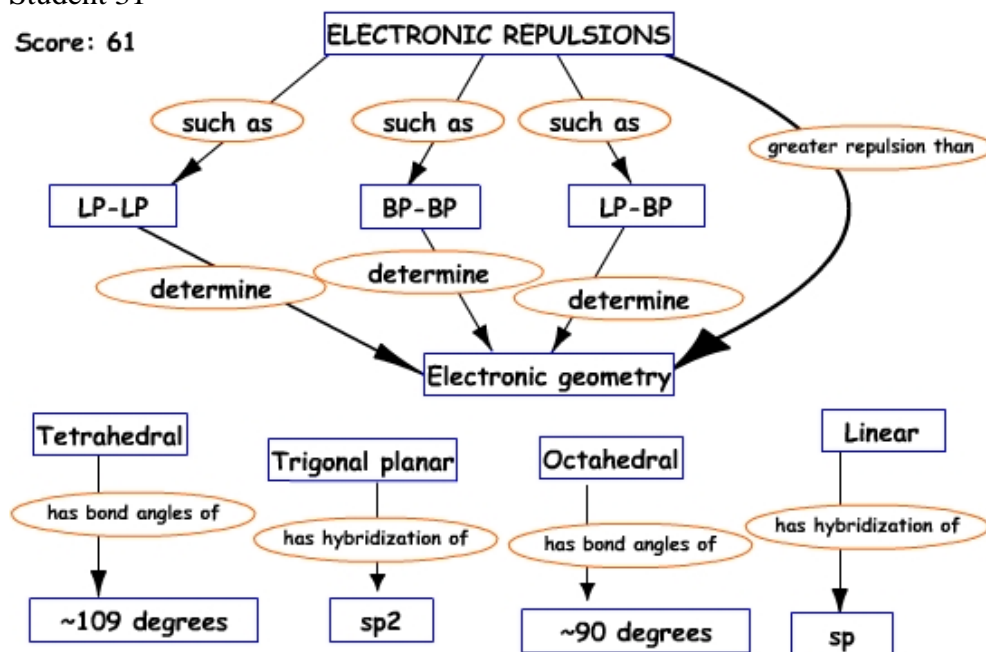 Student
Score: 61
ELECTRONIC REPULSIONS
such as
such as
such as
greater repulsion than
LP-LP
BP-BP
LP-BP
determine
determine
determine
Electronic geometry
Tetrahedral
Trigonal planar
Octahedral
Linear
has bond angles of
has hybridization of
has bond angles of
has hybridization of
~109 degrees
sp2
~90 degrees
sp